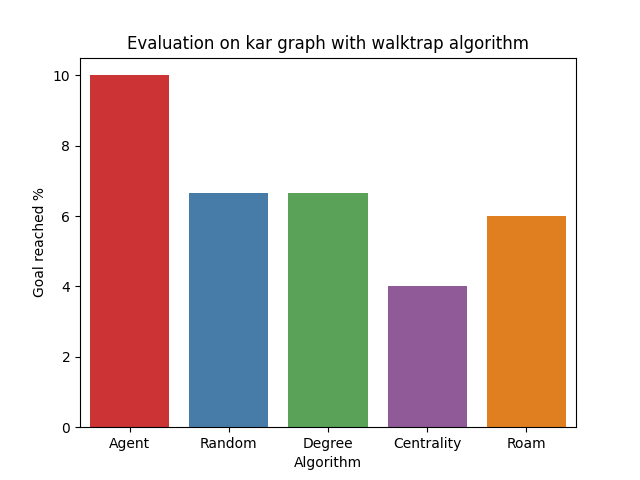 Evaluation on kar graph with walktrap algorithm
10
8
6
4
2
0
Goal reached %
Agent Random Degree Centrality Roam
Algorithm